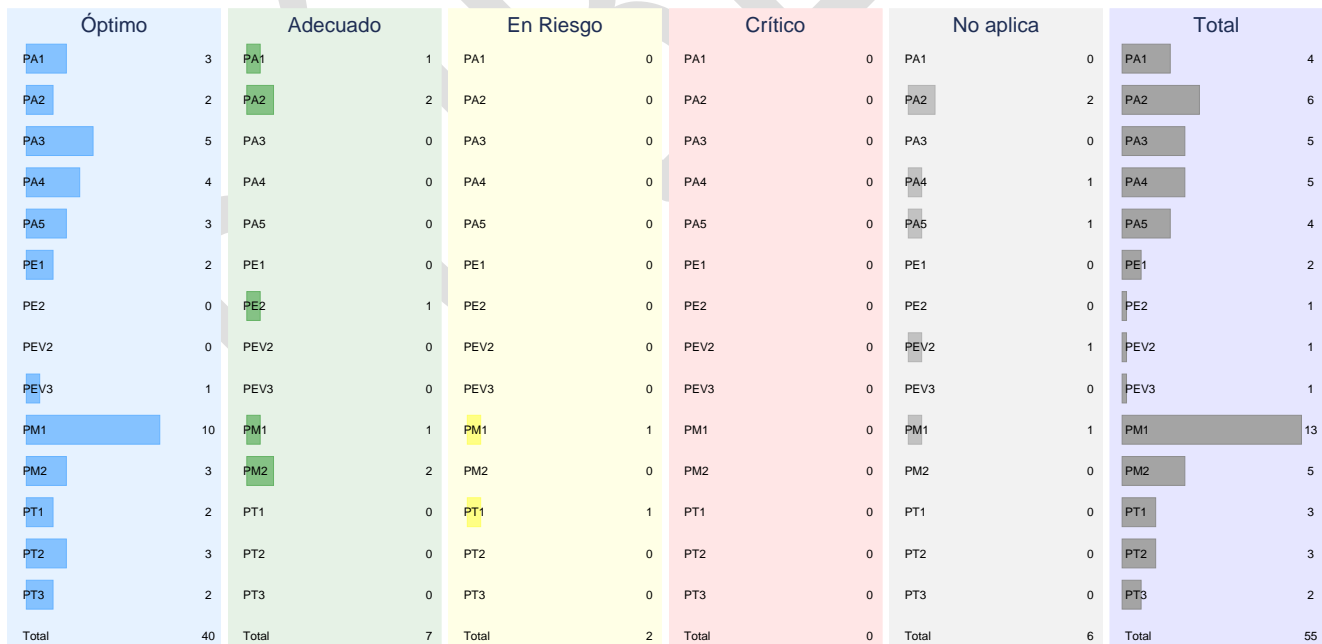 Óptimo Adecuado En Riesgo Crítico No aplica Total
PA1 3 PA1 1 PA1 0 PA1 0 PA1 0 PA1 4
PA2 2 PA2 2 PA2 0 PA2 0 PA2 2 PA2 6
PA3 5 PA3 0 PA3 0 PA3 0 PA3 0 PA3 5
PA4 4 PA4 0 PA4 0 PA4 0 PA4 1 PA4 5
PA5 3 PA5 0 PA5 0 PA5 0 PA5 1 PA5 4
PE1 2 PE1 0 PE1 0 PE1 0 PE1 0 PE1 2
PE2 0 PE2 1 PE2 0 PE2 0 PE2 0 PE2 1
PEV2 0 PEV2 0 PEV2 0 PEV2 0 PEV2 1 PEV2 1
PEV3 1 PEV3 0 PEV3 0 PEV3 0 PEV3 0 PEV3 1
PM1 10 PM1 1 PM1 1 PM1 0 PM1 1 PM1 13
PM2 3 PM2 2 PM2 0 PM2 0 PM2 0 PM2 5
PT1 2 PT1 0 PT1 1 PT1 0 PT1 0 PT1 3
PT2 3 PT2 0 PT2 0 PT2 0 PT2 0 PT2 3
PT3 2 PT3 0 PT3 0 PT3 0 PT3 0 PT3 2
Total 40 Total 7 Total 2 Total 0 Total 6 Total 55